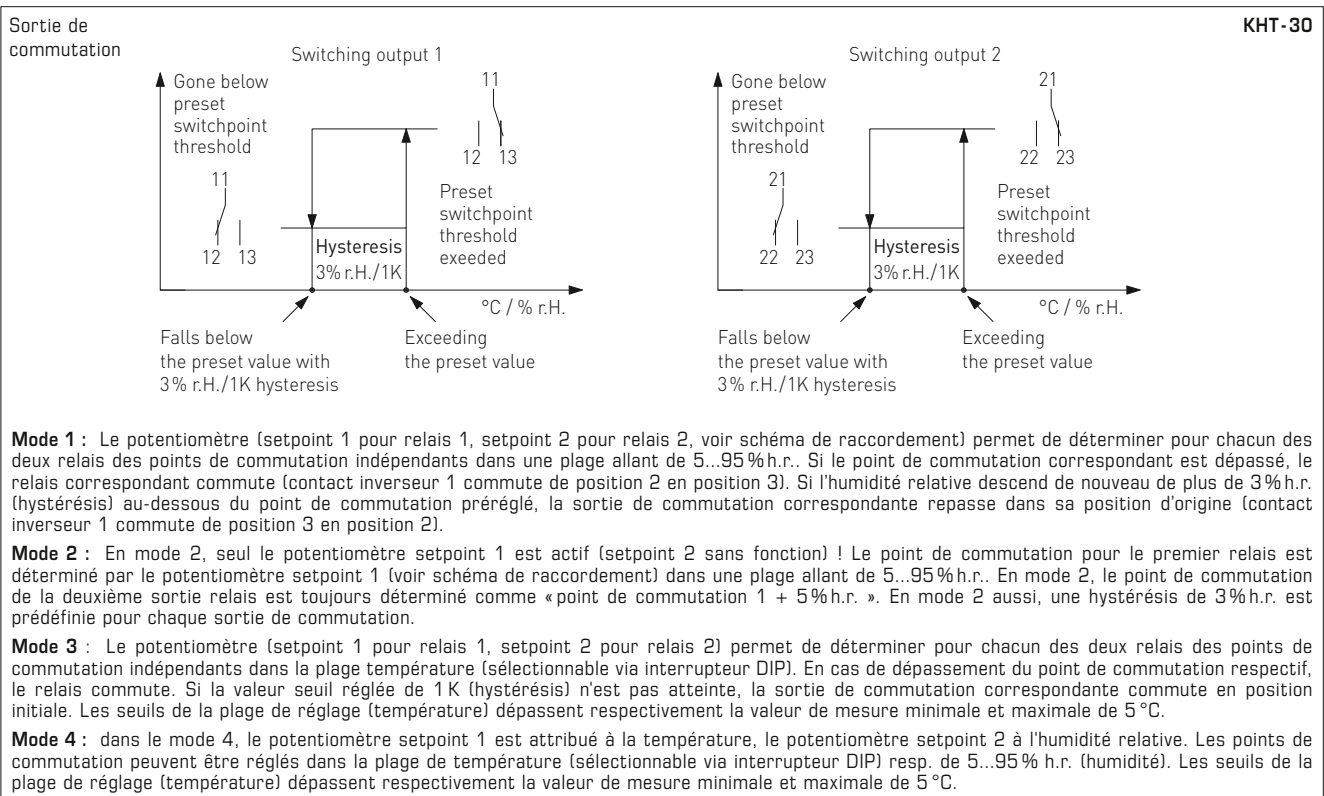 Sortie de
commutation
KHT-30
Switching output 1
Gone below
preset
switchpoint
threshold
11
12 13
11
12 13
Preset
switchpoint
threshold
exeeded
Hysteresis
3% r.H./1K
°C / % r.H.
Falls below
the preset value with
3% r.H./1K hysteresis
Exceeding
the preset value
Switching output 2
Gone below
preset
switchpoint
threshold
21
22 23
21
22 23
Preset
switchpoint
threshold
exeeded
Hysteresis
3% r.H./1K
°C / % r.H.
Falls below
the preset value with
3% r.H./1K hysteresis
Exceeding
the preset value
Mode 1 : Le potentiomètre (setpoint 1 pour relais 1, setpoint 2 pour relais 2, voir schéma de raccordement) permet de déterminer pour chacun des
deux relais des points de commutation indépendants dans une plage allant de 5...95 % h.r.. Si le point de commutation correspondant est dépassé, le
relais correspondant commute (contact inverseur 1 commute de position 2 en position 3). Si l'humidité relative descend de nouveau de plus de 3 % h.r.
(hystérésis) au-dessous du point de commutation préréglé, la sortie de commutation correspondante repasse dans sa position d'origine (contact
inverseur 1 commute de position 3 en position 2).
Mode 2 : En mode 2, seul le potentiomètre setpoint 1 est actif (setpoint 2 sans fonction) ! Le point de commutation pour le premier relais est
déterminé par le potentiomètre setpoint 1 (voir schéma de raccordement) dans une plage allant de 5...95 % h.r.. En mode 2, le point de commutation
de la deuxième sortie relais est toujours déterminé comme « point de commutation 1 + 5 % h.r. ». En mode 2 aussi, une hystérésis de 3 % h.r. est
prédéfinie pour chaque sortie de commutation.
Mode 3 : Le potentiomètre (setpoint 1 pour relais 1, setpoint 2 pour relais 2) permet de déterminer pour chacun des deux relais des points de
commutation indépendants dans la plage température (sélectionnable via interrupteur DIP). En cas de dépassement du point de commutation respectif,
le relais commute. Si la valeur seuil réglée de 1 K (hystérésis) n'est pas atteinte, la sortie de commutation correspondante commute en position
initiale. Les seuils de la plage de réglage (température) dépassent respectivement la valeur de mesure minimale et maximale de 5 °C.
Mode 4 : dans le mode 4, le potentiomètre setpoint 1 est attribué à la température, le potentiomètre setpoint 2 à l'humidité relative. Les points de
commutation peuvent être réglés dans la plage de température (sélectionnable via interrupteur DIP) resp. de 5...95 % h.r. (humidité). Les seuils de la
plage de réglage (température) dépassent respectivement la valeur de mesure minimale et maximale de 5 °C.